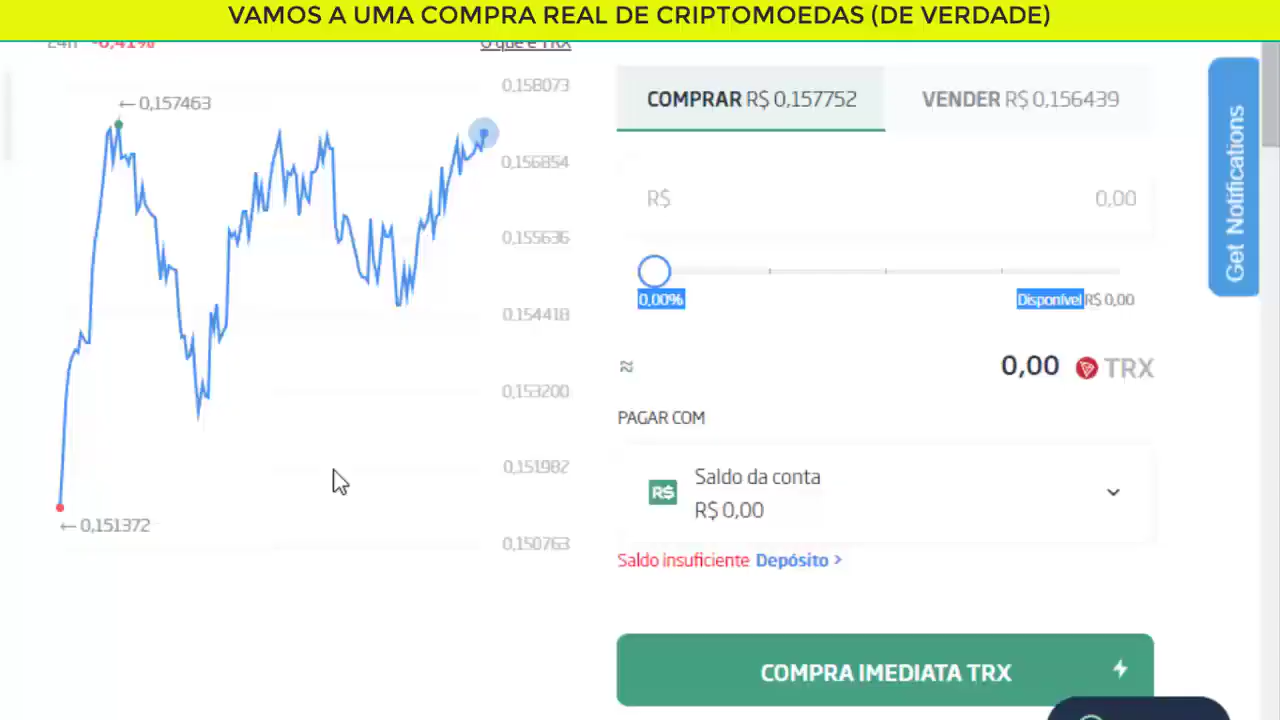 VAMOS A UMA COMPRA REAL DE CRIPTOMOEDAS (DE VERDADE)
24h -0,41%
O que é TRX
← 0,157463
0,158073
0,156854
0,155636
0,154418
0,153200
0,151982
0,150763
← 0,151372
COMPRAR R$ 0,157752
VENDER R$ 0,156439
R$ 0,00
0,00%
Disponível R$ 0,00
≈ 0,00 TRX
PAGAR COM
R$ Saldo da conta
R$ 0,00
Saldo insuficiente Depósito >
COMPRA IMEDIATA TRX
Get Notifications